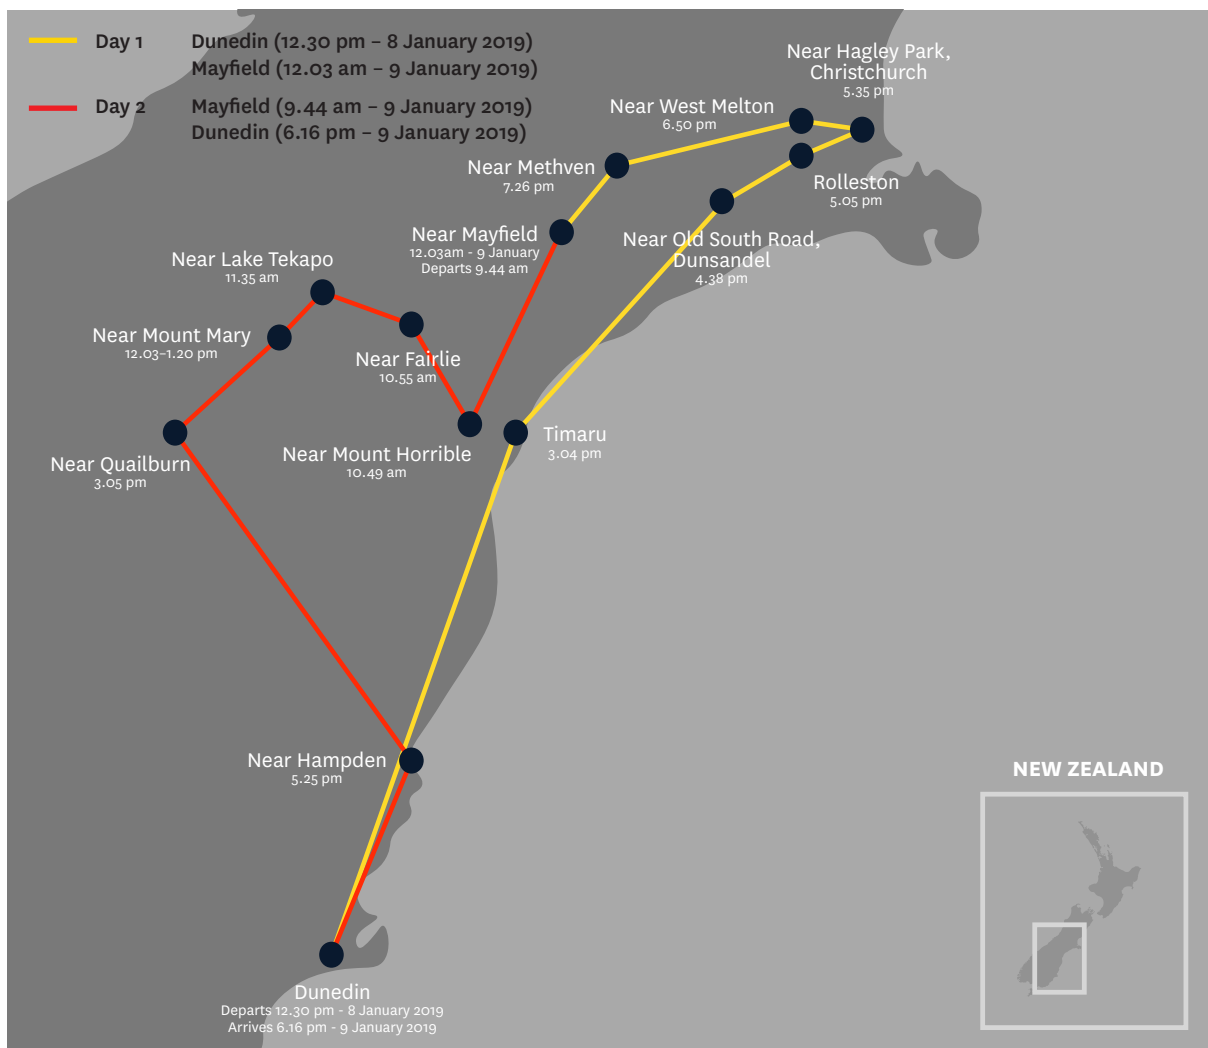 Day 1 Dunedin (12.30 pm – 8 January 2019)
Mayfield (12.03 am – 9 January 2019)
Day 2 Mayfield (9.44 am – 9 January 2019)
Dunedin (6.16 pm – 9 January 2019)
Near Hagley Park,
Christchurch
5.35 pm
Near West Melton
6.50 pm
Near Methven
7.26 pm
Rolleston
5.05 pm
Near Mayfield
12.03am - 9 January
Departs 9.44 am
Near Old South Road,
Dunsandel
4.38 pm
Near Lake Tekapo
11.35 am
Near Mount Mary
12.03–1.20 pm
Near Fairlie
10.55 am
Near Mount Horrible
10.49 am
Timaru
3.04 pm
Near Quailburn
3.05 pm
Near Hampden
5.25 pm
NEW ZEALAND
Dunedin
Departs 12.30 pm - 8 January 2019
Arrives 6.16 pm - 9 January 2019